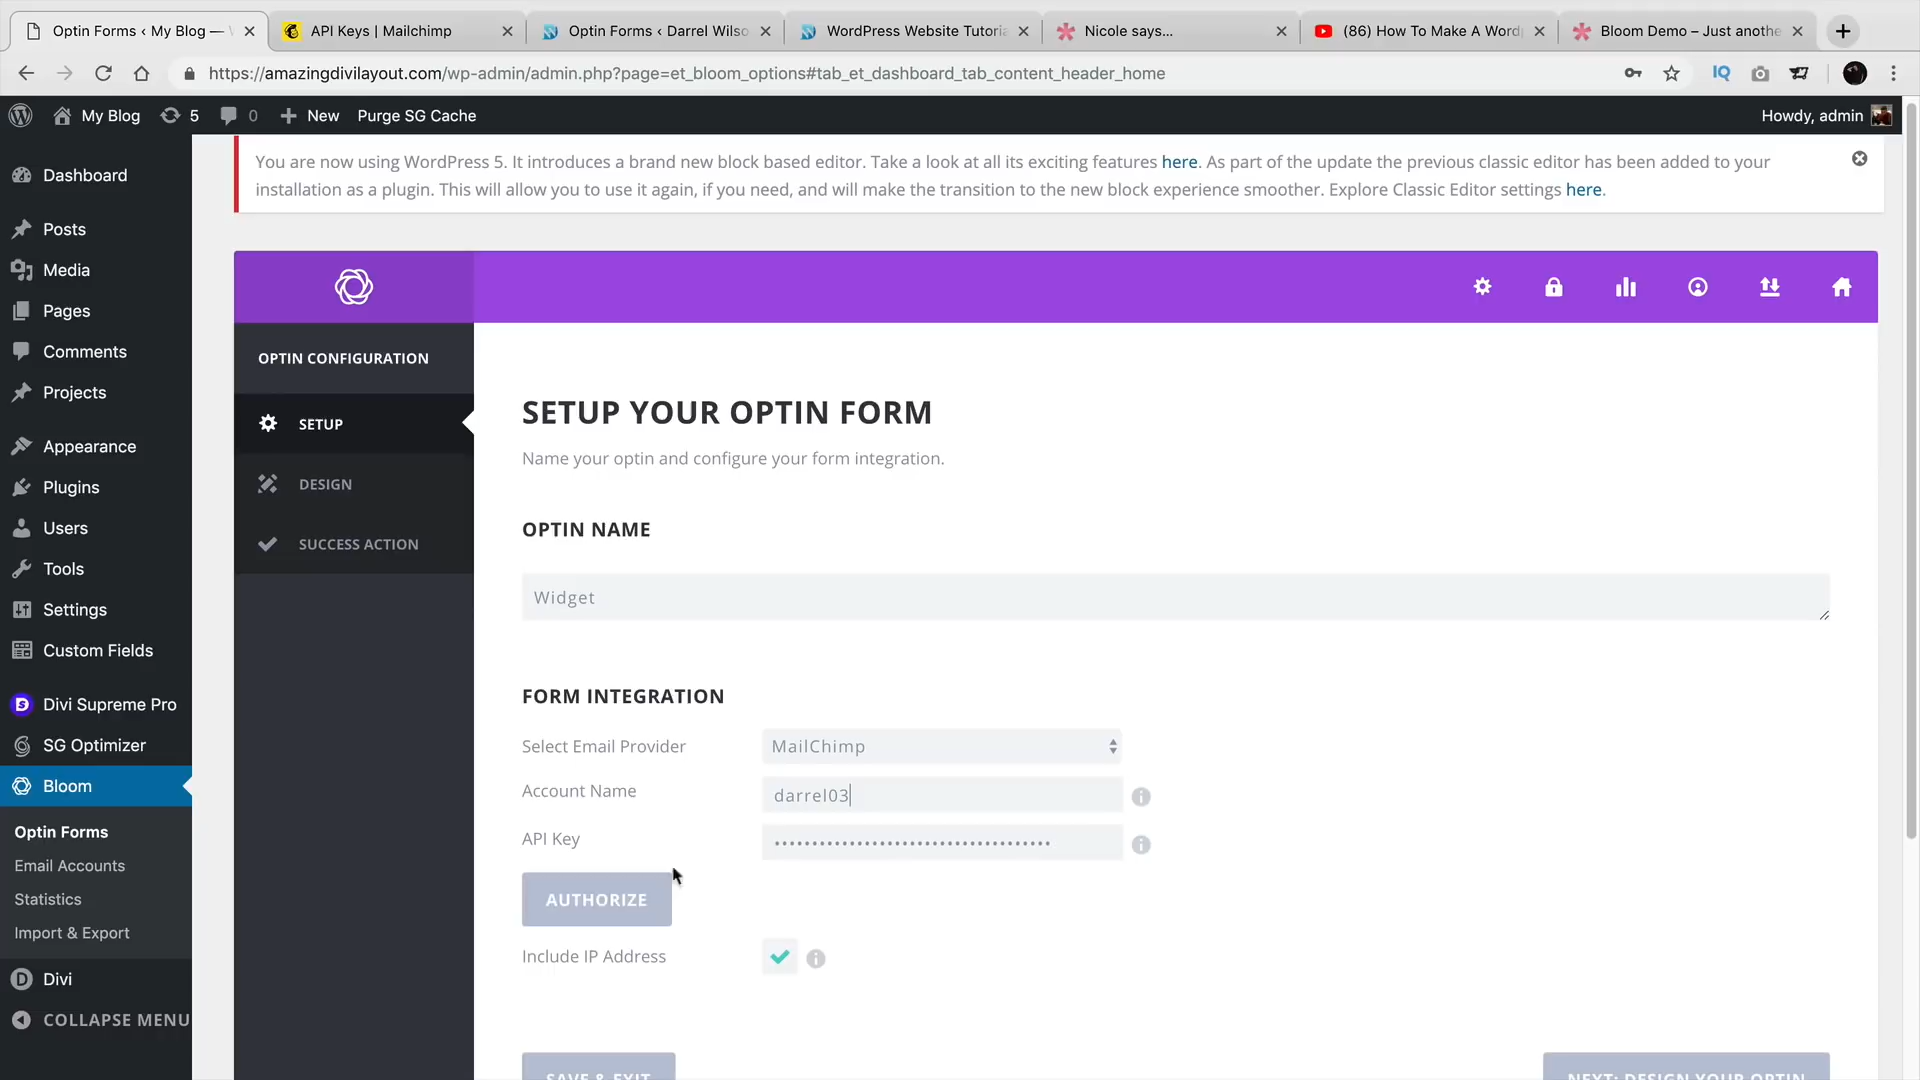 Optin Forms ‹ My Blog — W
API Keys | Mailchimp
Optin Forms ‹ Darrel Wilso
WordPress Website Tutoria
Nicole says...
(86) How To Make A Word
Bloom Demo – Just anothe
https://amazingdivilayout.com/wp-admin/admin.php?page=et_bloom_options#tab_et_dashboard_tab_content_header_home
IQ
My Blog
5
0
New
Purge SG Cache
Howdy, admin
You are now using WordPress 5. It introduces a brand new block based editor. Take a look at all its exciting features here. As part of the update the previous classic editor has been added to your
installation as a plugin. This will allow you to use it again, if you need, and will make the transition to the new block experience smoother. Explore Classic Editor settings here.
Dashboard
Posts
Media
Pages
Comments
Projects
Appearance
Plugins
Users
Tools
Settings
Custom Fields
Divi Supreme Pro
SG Optimizer
Bloom
Optin Forms
Email Accounts
Statistics
Import & Export
Divi
COLLAPSE MENU
OPTIN CONFIGURATION
SETUP
DESIGN
SUCCESS ACTION
SETUP YOUR OPTIN FORM
Name your optin and configure your form integration.
OPTIN NAME
Widget
FORM INTEGRATION
Select Email Provider
MailChimp
Account Name
darrel03
API Key
AUTHORIZE
Include IP Address
SAVE & EXIT
NEXT: DESIGN YOUR OPTIN